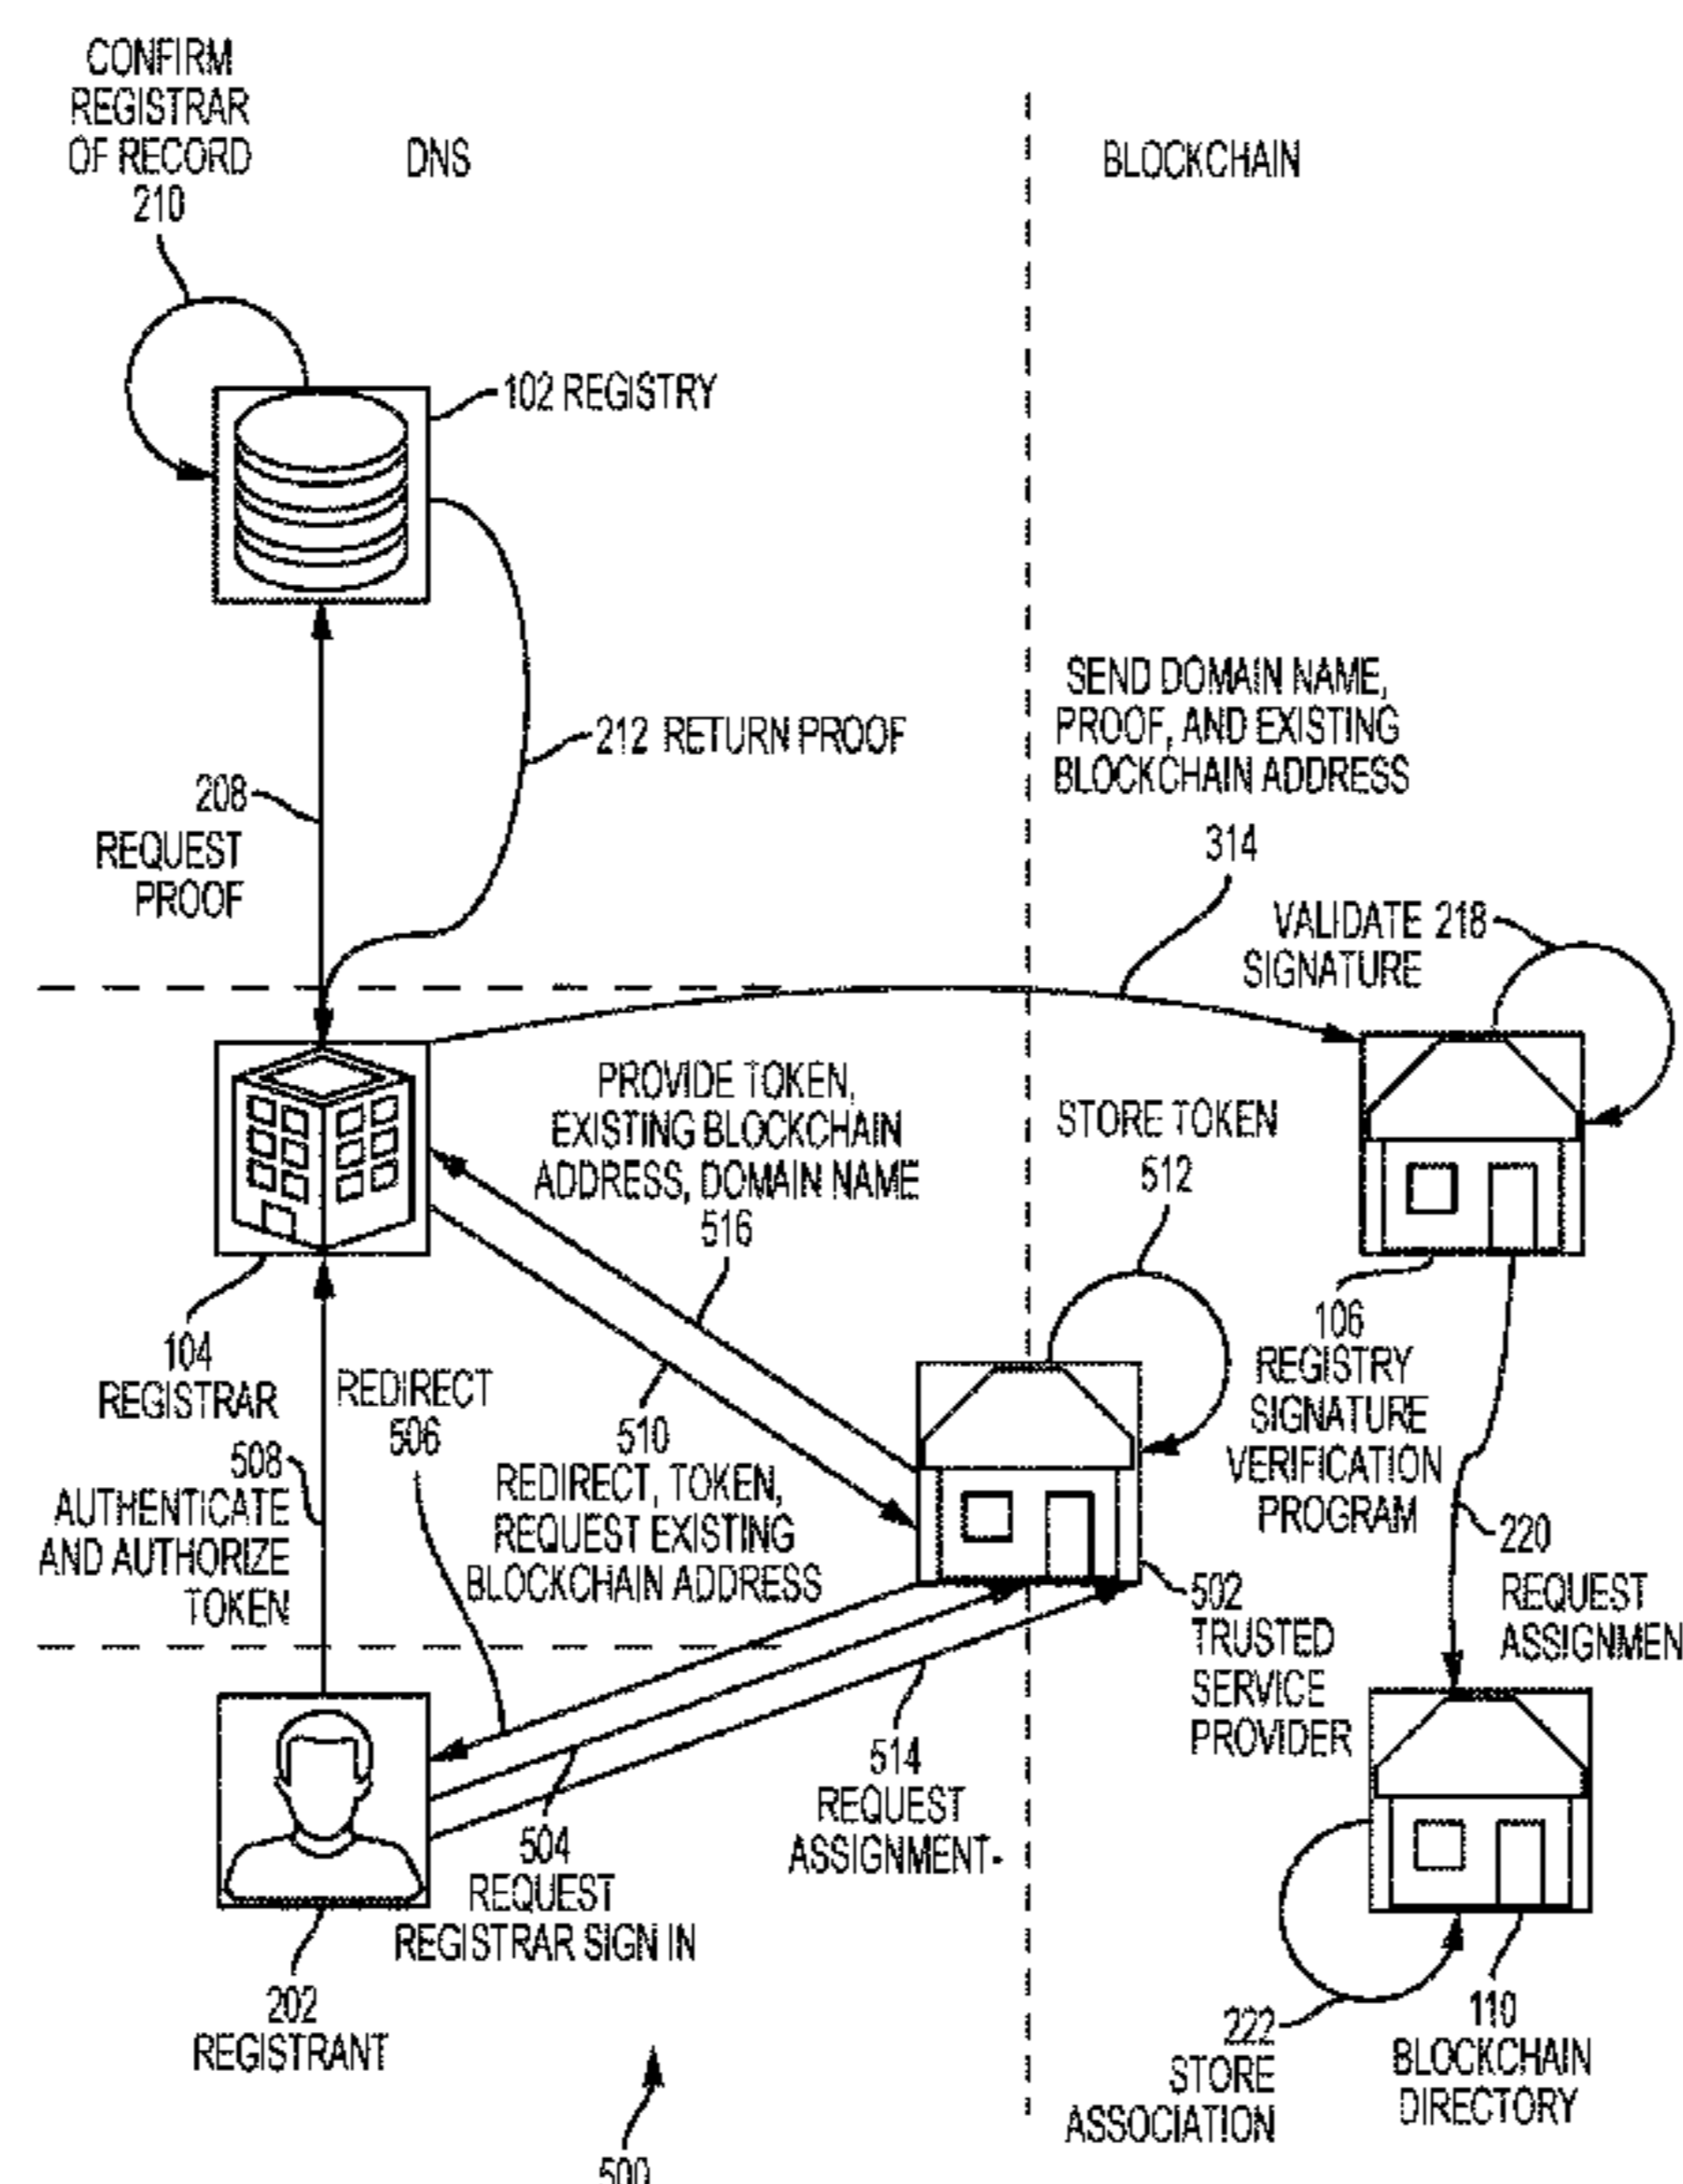 CONFIRM
REGISTRAR
OF RECORD
210
DNS
BLOCKCHAIN
102 REGISTRY
212 RETURN PROOF
208
REQUEST
PROOF
SEND DOMAIN NAME,
PROOF, AND EXISTING
BLOCKCHAIN ADDRESS
314
VALIDATE 218
SIGNATURE
PROVIDE TOKEN,
EXISTING BLOCKCHAIN
ADDRESS, DOMAIN NAME
516
STORE TOKEN
512
104
REGISTRAR
REDIRECT
506
508
AUTHENTICATE
AND AUTHORIZE
TOKEN
510
REDIRECT, TOKEN,
REQUEST EXISTING
BLOCKCHAIN ADDRESS
106
REGISTRY
SIGNATURE
VERIFICATION
PROGRAM
220
REQUEST
ASSIGNMEN
502
TRUSTED
SERVICE
PROVIDER
514
REQUEST
ASSIGNMENT-
504
REQUEST
REGISTRAR SIGN IN
202
REGISTRANT
222
STORE
ASSOCIATION
110
BLOCKCHAIN
DIRECTORY
500